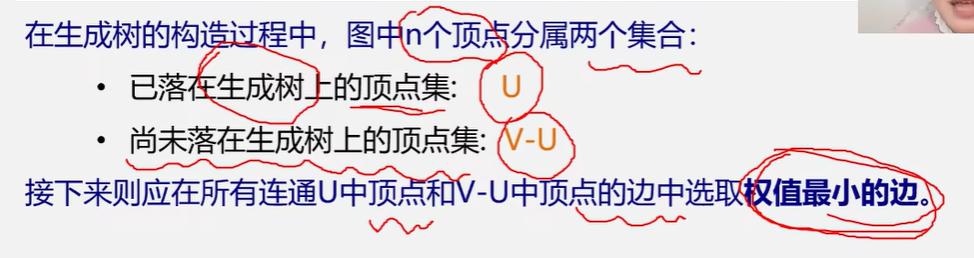 在生成树的构造过程中，图中n个顶点分属两个集合：
• 已落在生成树上的顶点集: U
• 尚未落在生成树上的顶点集: V-U
接下来则应在所有连通U中顶点和V-U中顶点的边中选取权值最小的边。